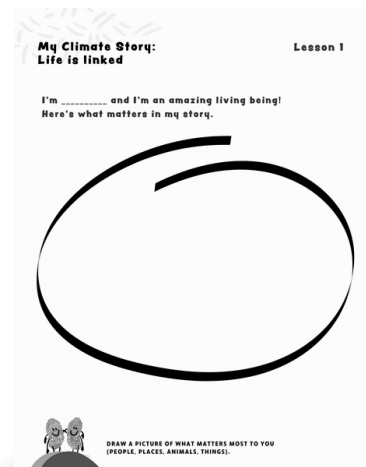 My Climate Story:
Life is linked
Lesson 1
I'm __________ and I'm an amazing living being!
Here's what matters in my story.
DRAW A PICTURE OF WHAT MATTERS MOST TO YOU
(PEOPLE, PLACES, ANIMALS, THINGS).